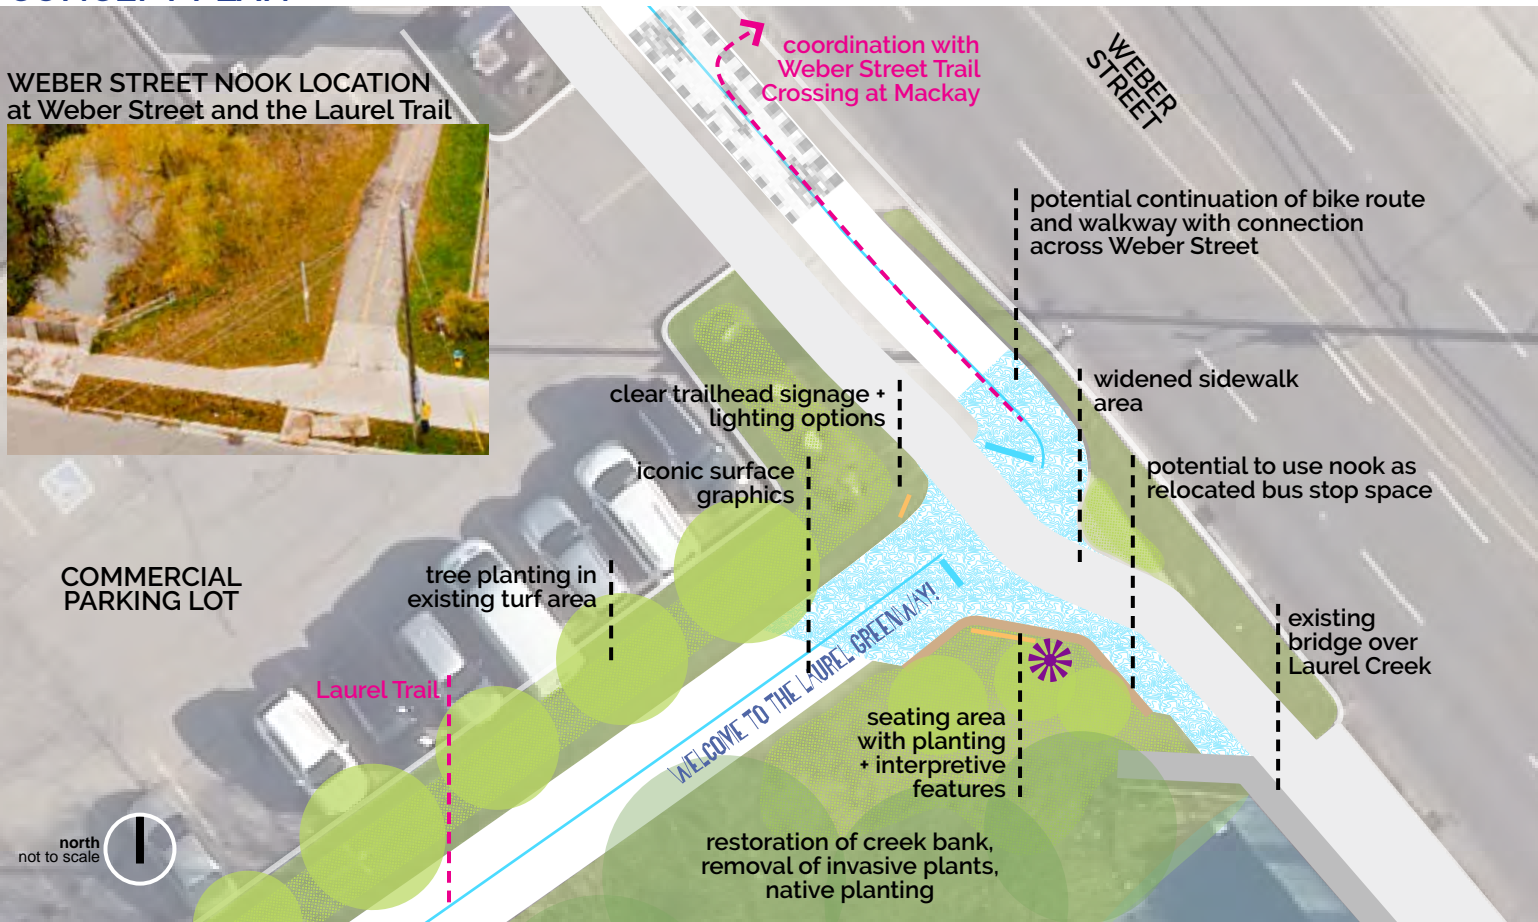 CONCEPT PLAN
WEBER STREET NOOK LOCATION
at Weber Street and the Laurel Trail
coordination with
Weber Street Trail
Crossing at Mackay
WEBER
STREET
potential continuation of bike route
and walkway with connection
across Weber Street
clear trailhead signage +
lighting options
widened sidewalk
area
iconic surface
graphics
potential to use nook as
relocated bus stop space
COMMERCIAL
PARKING LOT
tree planting in
existing turf area
existing
bridge over
Laurel Creek
Laurel Trail
WELCOME TO THE LAUREL GREENWAY!
seating area
with planting
+ interpretive
features
north
not to scale
restoration of creek bank,
removal of invasive plants,
native planting